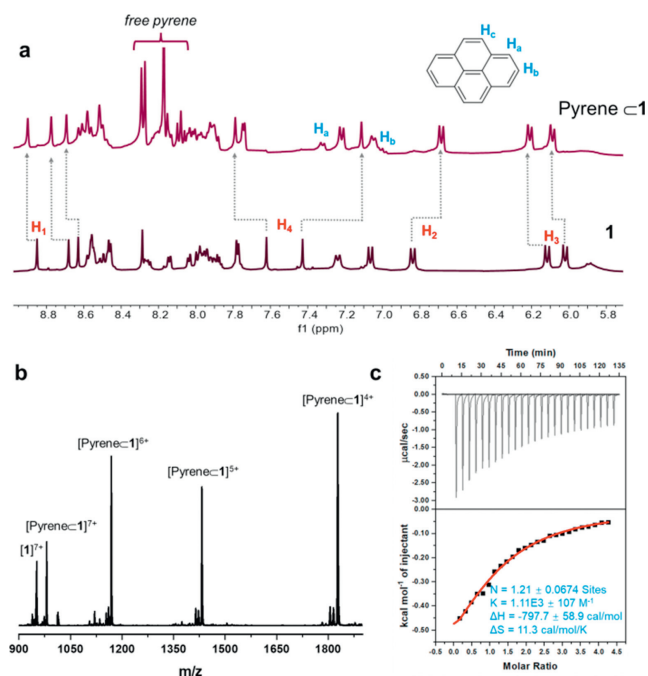 a
free pyrene
Hc
Ha
Hb
Pyrene ⊂1
Ha
Hb
H1
H4
H2
H3
1
8.8 8.6 8.4 8.2 8.0 7.8 7.6 7.4 7.2 7.0 6.8 6.6 6.4 6.2 6.0 5.8
f1 (ppm)
b
[Pyrene⊂1]4+
[Pyrene⊂1]6+
[Pyrene⊂1]5+
[Pyrene⊂1]7+
[1]7+
900 1200 1500 1800
m/z
c
Time (min)
0 15 30 45 60 75 90 105 120 135
0.50
0.00
-0.50
-1.00
-1.50
-2.00
-2.50
-3.00
µcal/sec
-0.10
-0.20
-0.30
-0.40
-0.50
kcal mol-1 of injectant
N = 1.21 ± 0.0674 Sites
K = 1.11E3 ± 107 M-1
ΔH = -797.7 ± 58.9 cal/mol
ΔS = 11.3 cal/mol/K
0.0 0.5 1.0 1.5 2.0 2.5 3.0 3.5 4.0 4.5
Molar Ratio